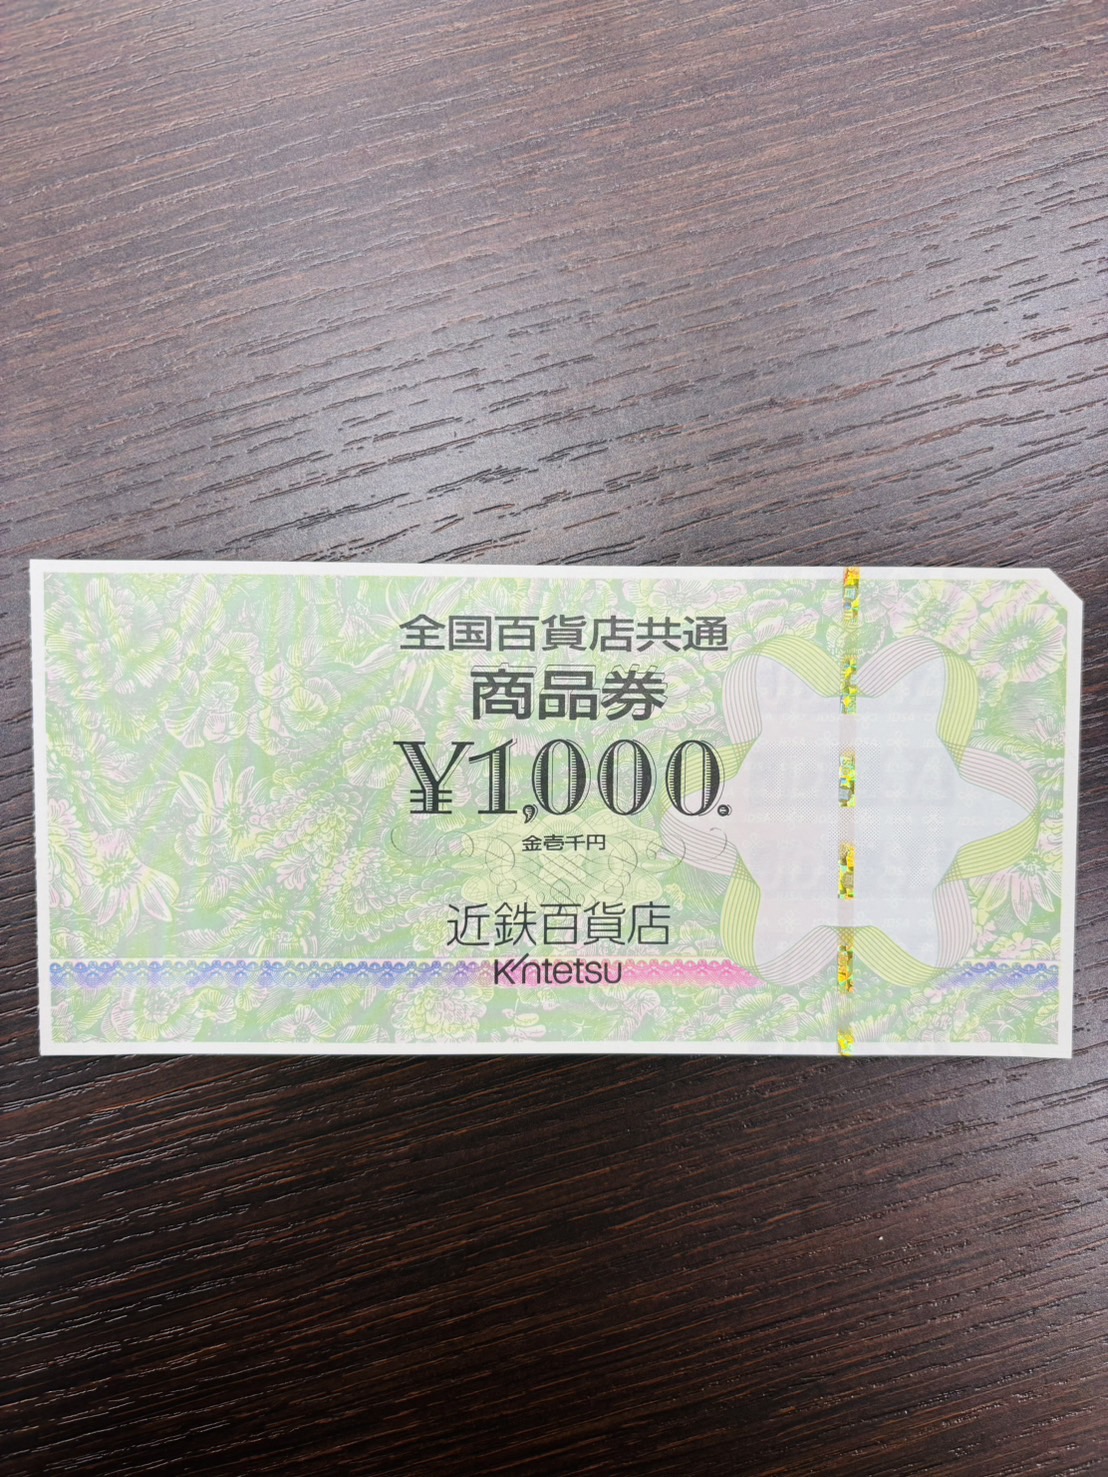 全国百貨店共通
商品券
¥1,000.
金壱千円
近鉄百貨店
Kintetsu